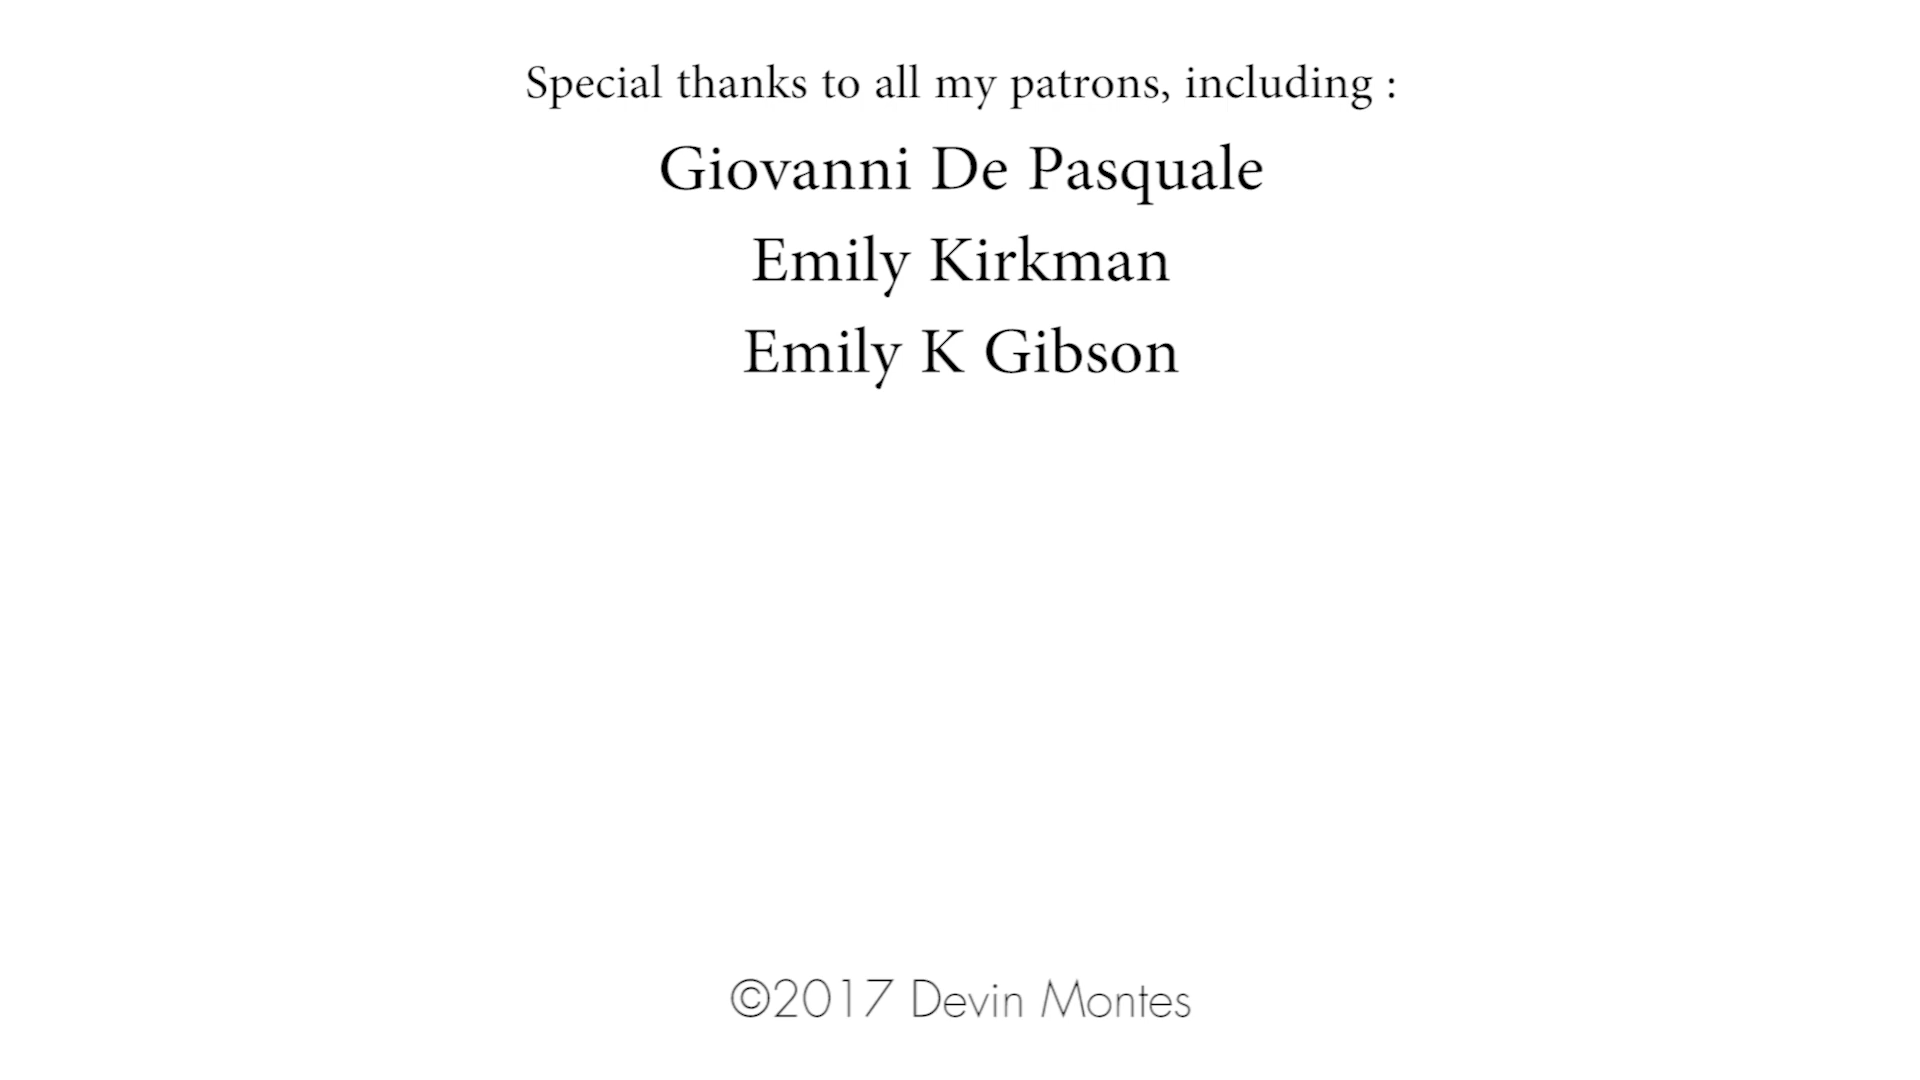 Special thanks to all my patrons, including :
Giovanni De Pasquale
Emily Kirkman
Emily K Gibson
©2017 Devin Montes